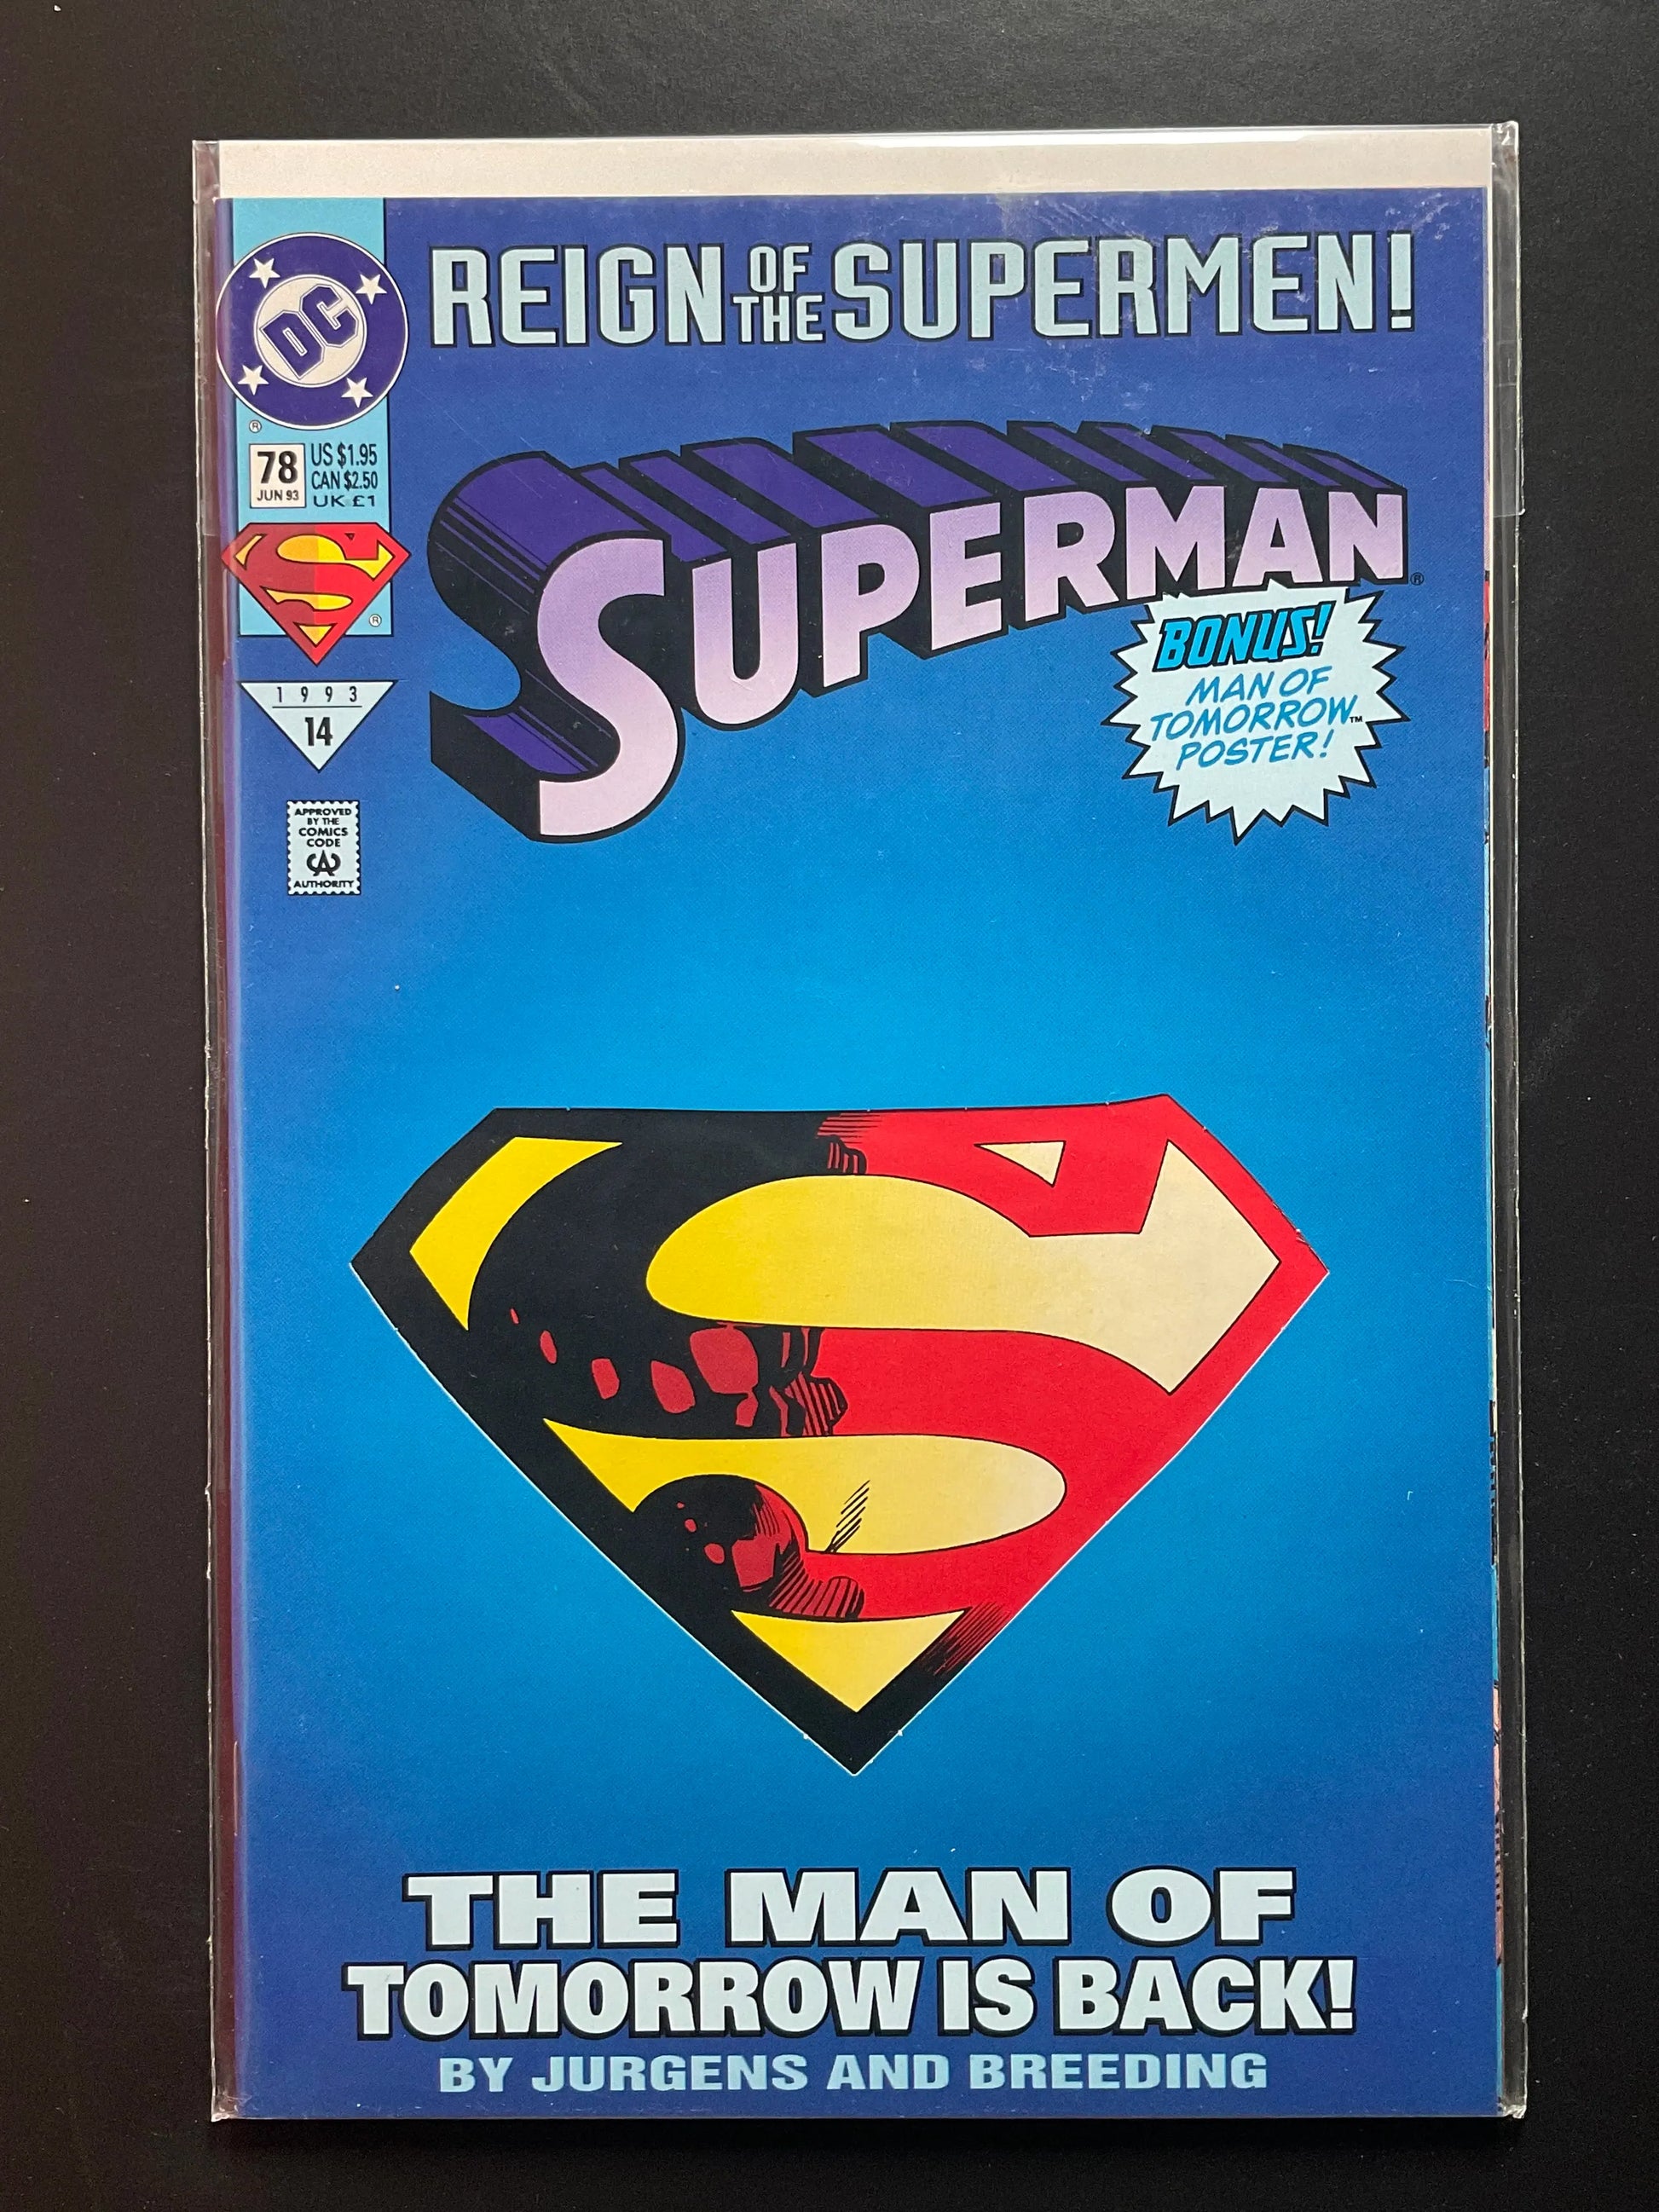 REIGN OF THE SUPERMEN!
DC
®
78
JUN 93
US $1.95
CAN $2.50
UK £1
SUPERMAN®
S
®
1993
14
BONUS!
MAN OF
TOMORROW™
POSTER!
APPROVED
BY THE
COMICS
CODE
CA
AUTHORITY
S
THE MAN OF
TOMORROW IS BACK!
BY JURGENS AND BREEDING